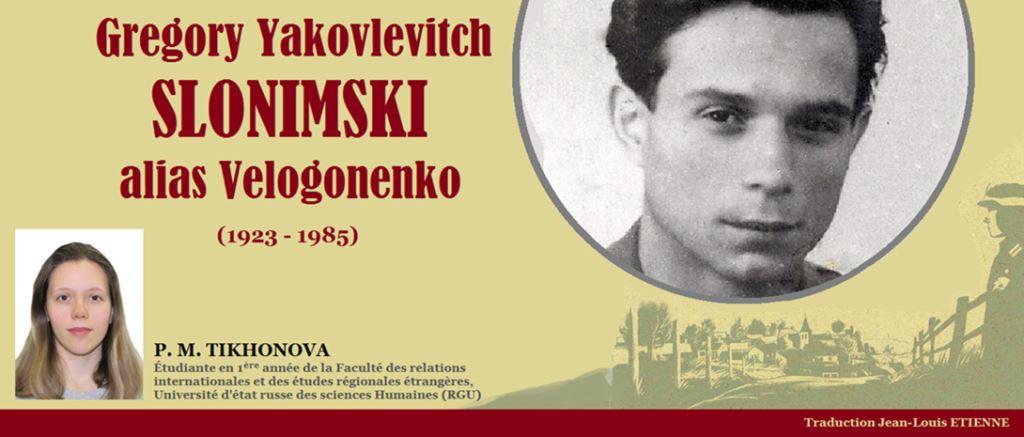 Gregory Yakovlevitch
SLONIMSKI
alias Velogonenko
(1923 - 1985)
P. M. TIKHONOVA
Étudiante en 1ère année de la Faculté des relations
internationales et des études régionales étrangères,
Université d'état russe des sciences Humaines (RGU)
Traduction Jean-Louis ETIENNE